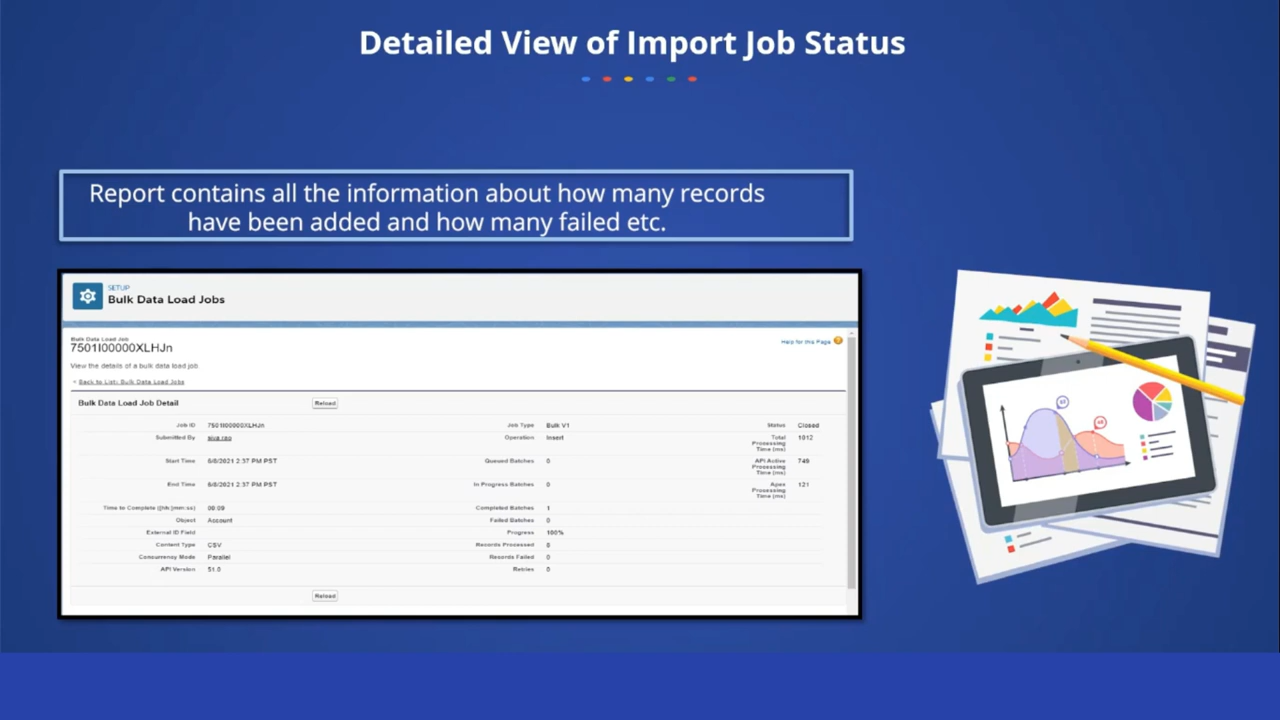 Detailed View of Import Job Status
Report contains all the information about how many records
have been added and how many failed etc.
SETUP
Bulk Data Load Jobs
Bulk Data Load Job
7501I00000XLHJn
Help for this Page
View the details of a bulk data load job
« Back to List: Bulk Data Load Jobs
Bulk Data Load Job Detail Reload
Job ID 7501I00000XLHJn Job Type Bulk V1 Status Closed
Submitted By siva rao Operation Insert Total Processing Time (ms) 1012
Start Time 6/8/2021 2:37 PM PST Queued Batches 0 API Active Processing Time (ms) 749
End Time 6/8/2021 2:37 PM PST In Progress Batches 0 Apex Processing Time (ms) 121
Time to Complete ([hh:]mm:ss) 00:09 Completed Batches 1
Object Account Failed Batches 0
External ID Field Progress 100%
Content Type CSV Records Processed 8
Concurrency Mode Parallel Records Failed 0
API Version 51.0 Retries 0
Reload